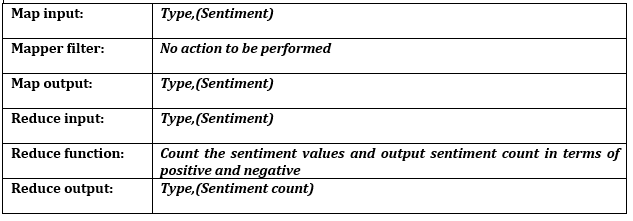 Map input: Type,(Sentiment)
Mapper filter: No action to be performed
Map output: Type,(Sentiment)
Reduce input: Type,(Sentiment)
Reduce function: Count the sentiment values and output sentiment count in terms of
positive and negative
Reduce output: Type,(Sentiment count)